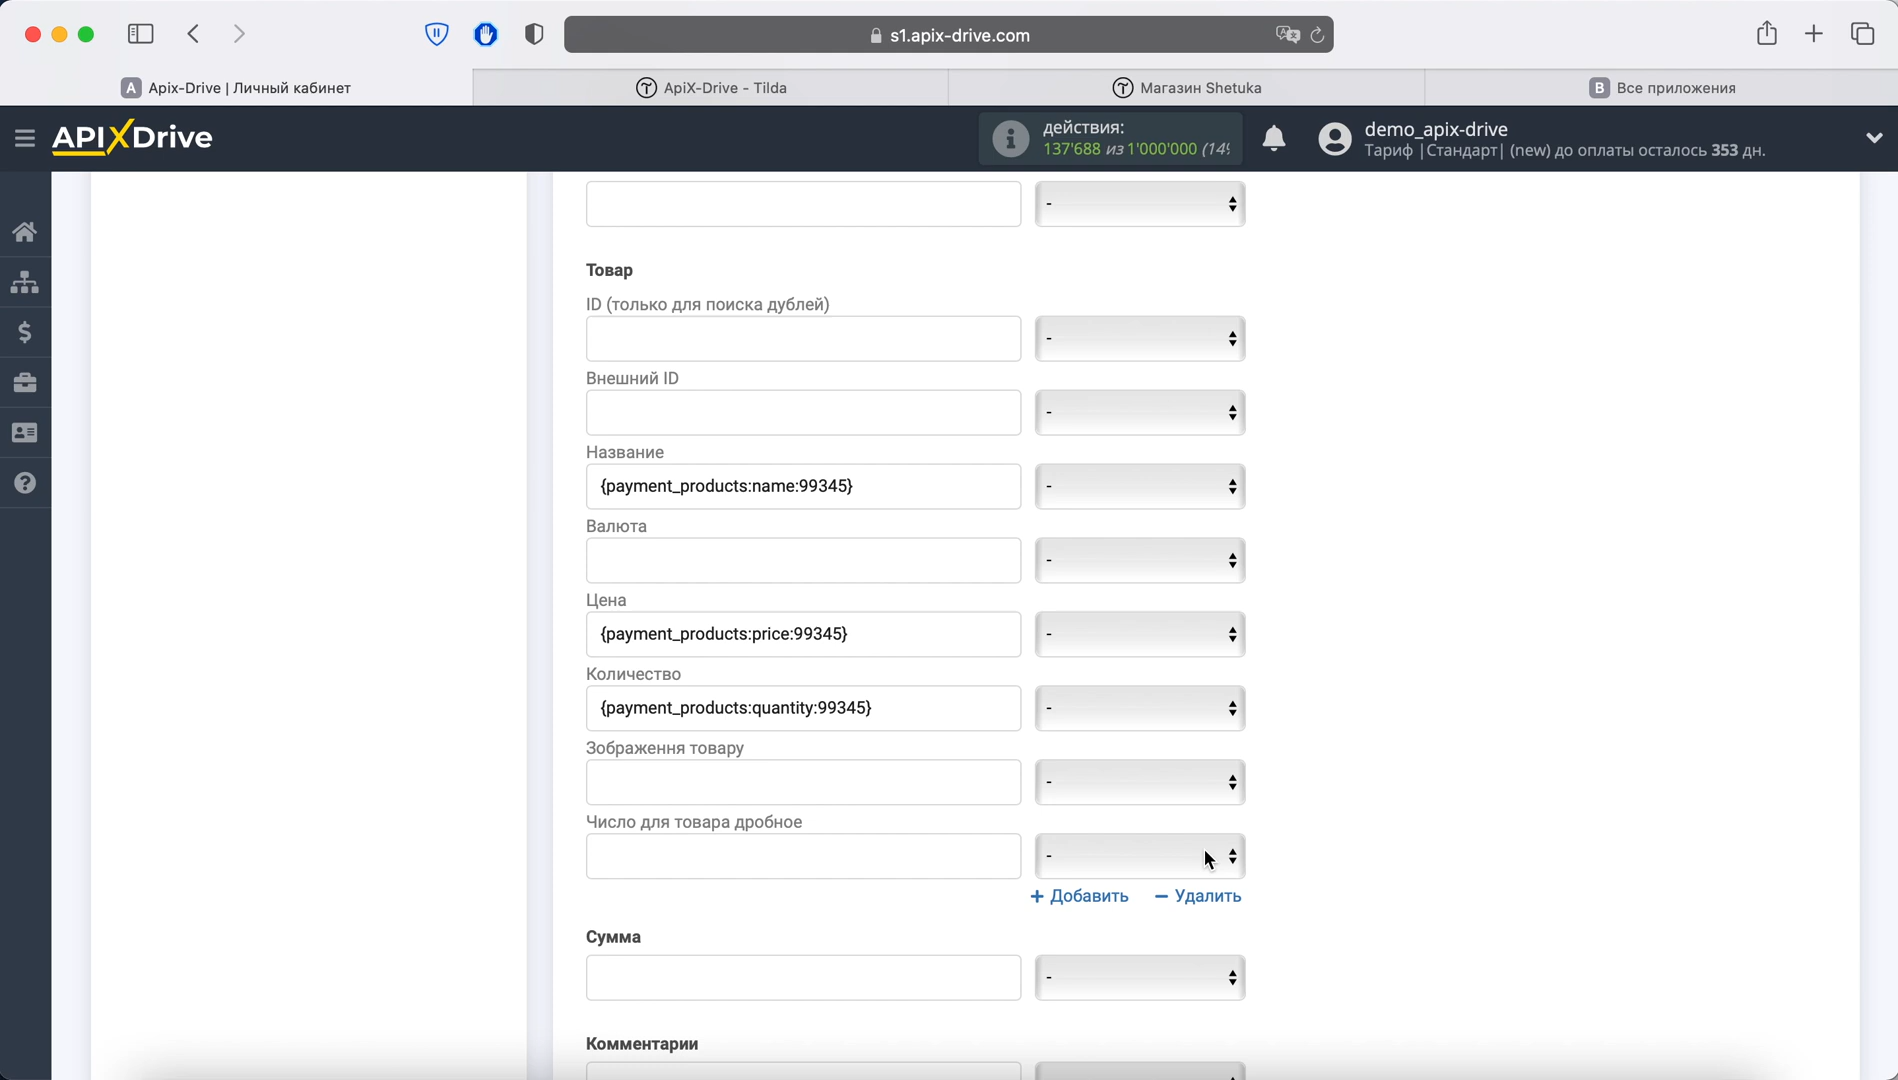 s1.apix-drive.com
A Apix-Drive | Личный кабинет
ApiX-Drive - Tilda
Магазин Shetuka
B Все приложения
APIXDrive
действия:
137'688 из 1'000'000 (14%
demo_apix-drive
Тариф |Стандарт| (new) до оплаты осталось 353 дн.
-
Товар
ID (только для поиска дублей)
-
Внешний ID
-
Название
{payment_products:name:99345} -
Валюта
-
Цена
{payment_products:price:99345} -
Количество
{payment_products:quantity:99345} -
Зображення товару
-
Число для товара дробное
-
+ Добавить − Удалить
Сумма
-
Комментарии